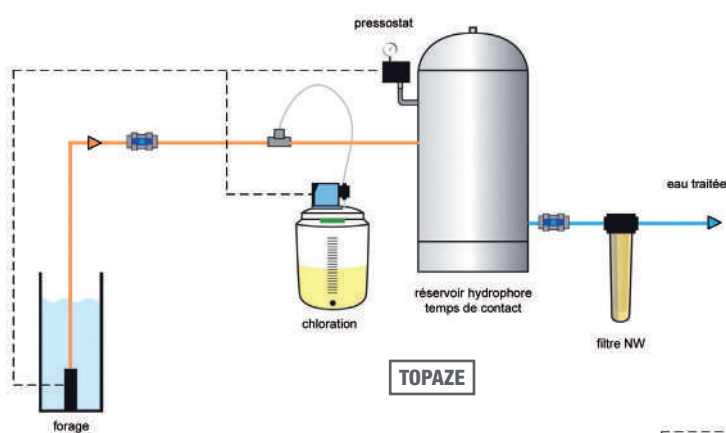 pressostat
eau traitée
réservoir hydrophore
temps de contact
chloration
filtre NW
TOPAZE
forage